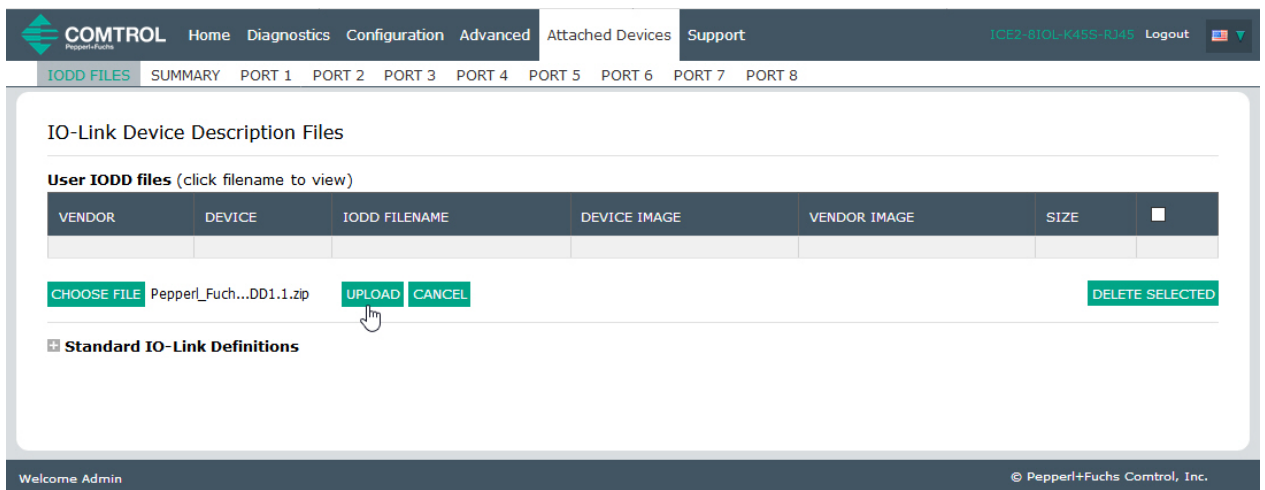 COMTROL Home Diagnostics Configuration Advanced Attached Devices Support ICE2-8IOL-K45S-RJ45 Logout
Pepperl+Fuchs
IODD FILES SUMMARY PORT 1 PORT 2 PORT 3 PORT 4 PORT 5 PORT 6 PORT 7 PORT 8
IO-Link Device Description Files
User IODD files (click filename to view)
VENDOR DEVICE IODD FILENAME DEVICE IMAGE VENDOR IMAGE SIZE
CHOOSE FILE Pepperl_Fuch...DD1.1.zip UPLOAD CANCEL DELETE SELECTED
Standard IO-Link Definitions
Welcome Admin © Pepperl+Fuchs Comtrol, Inc.